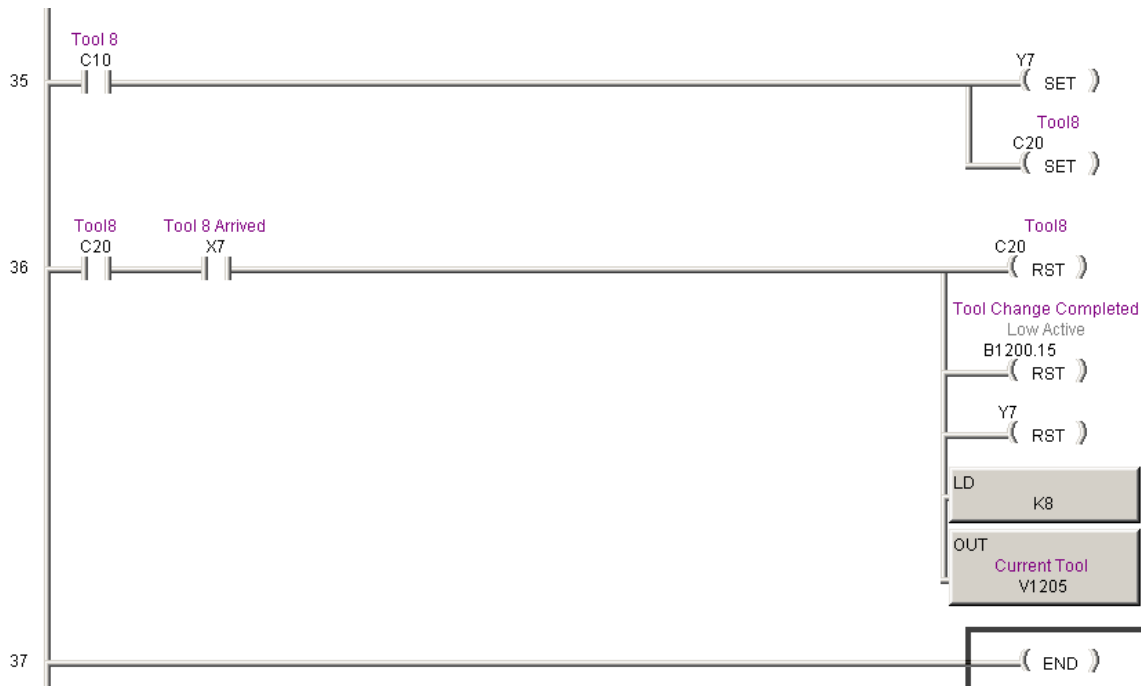 Tool 8
C10
Y7
35
( SET )
Tool8
C20
( SET )
Tool8 Tool 8 Arrived Tool8
C20 X7 C20
36
( RST )
Tool Change Completed
Low Active
B1200.15
( RST )
Y7
( RST )
LD
K8
OUT
Current Tool
V1205
37
( END )